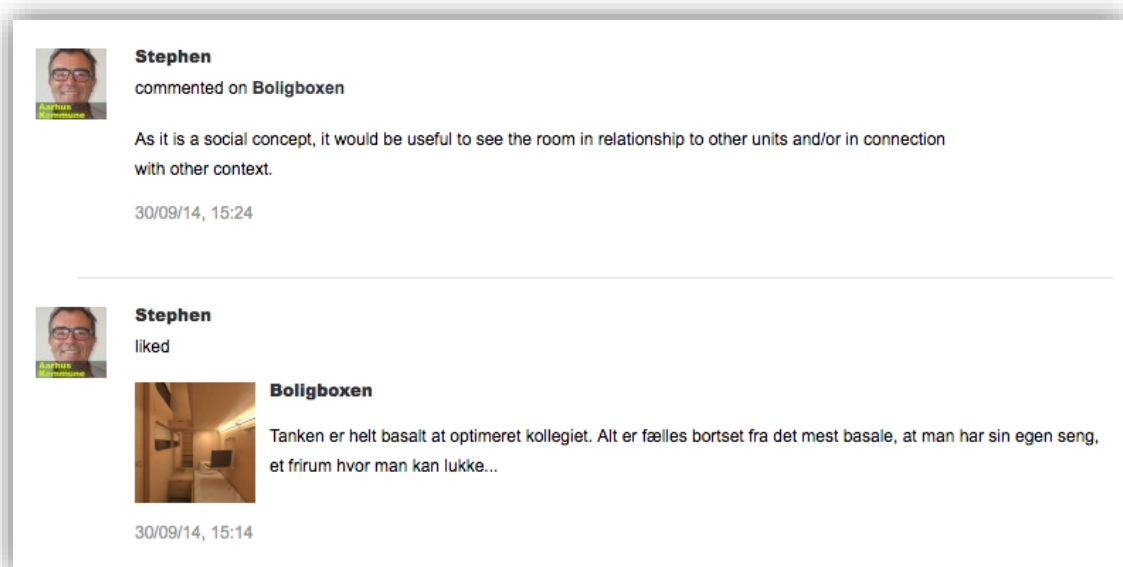 Stephen
commented on Boligboxen
Aarhus
Kommune
As it is a social concept, it would be useful to see the room in relationship to other units and/or in connection
with other context.
30/09/14, 15:24
Stephen
liked
Aarhus
Kommune
Boligboxen
Tanken er helt basalt at optimeret kollegiet. Alt er fælles bortset fra det mest basale, at man har sin egen seng,
et frirum hvor man kan lukke...
30/09/14, 15:14